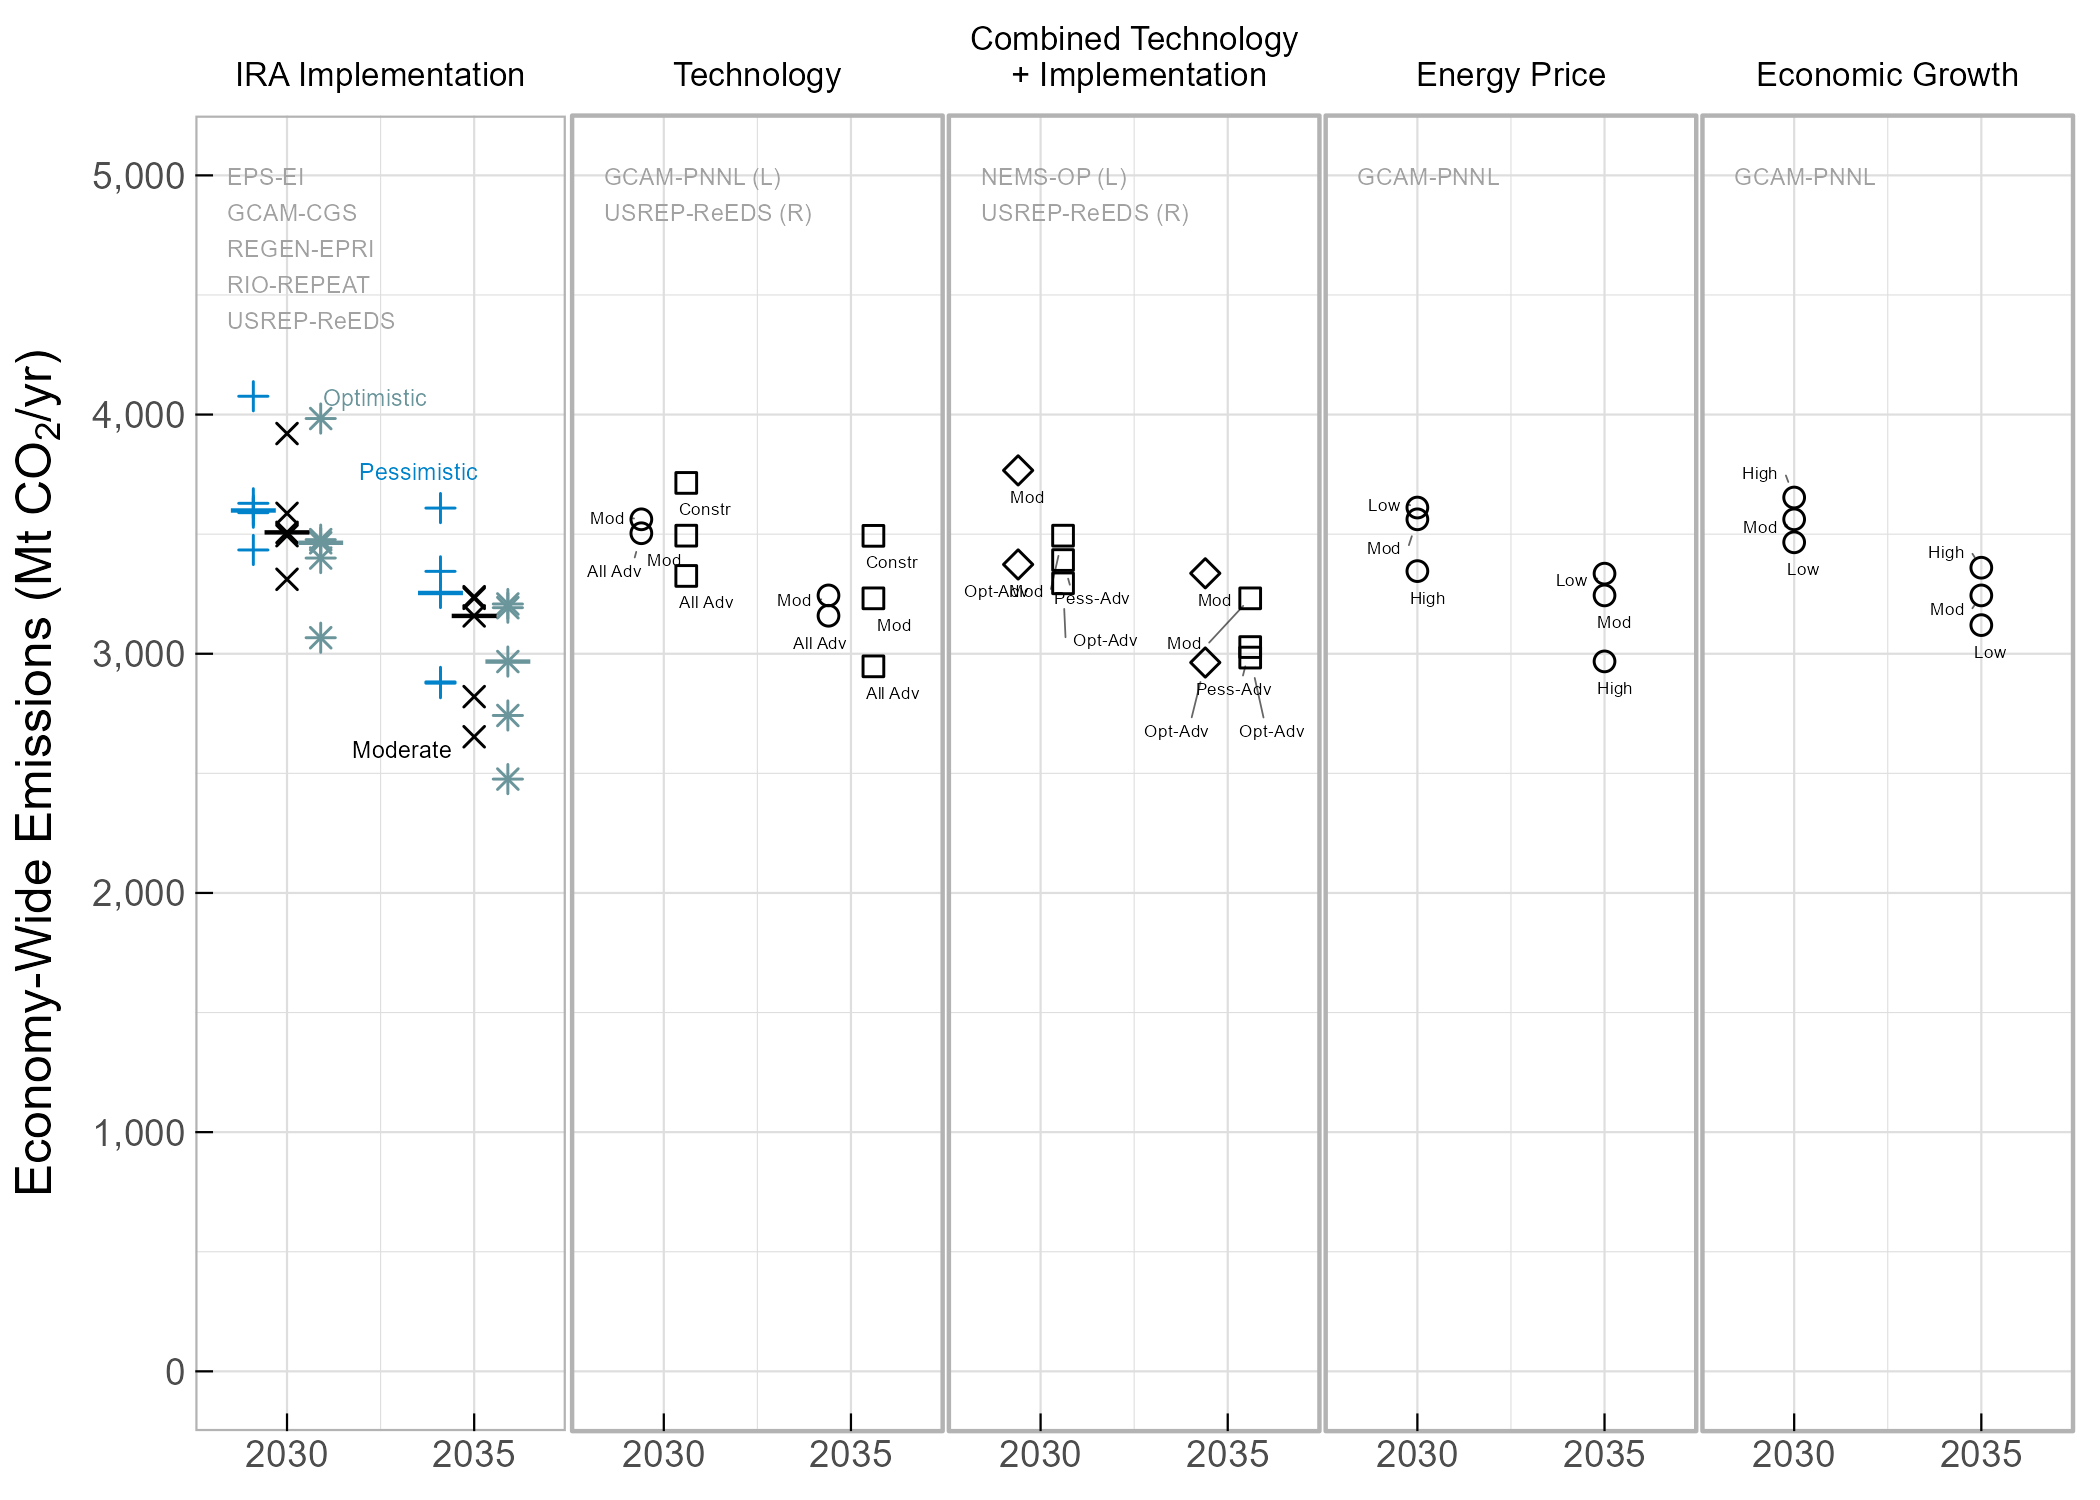 Combined Technology
IRA Implementation
Technology
+ Implementation
Energy Price
Economic Growth
Economy-Wide Emissions (Mt CO₂/yr)
5,000
4,000
3,000
2,000
1,000
0
EPS-EI
GCAM-CGS
REGEN-EPRI
RIO-REPEAT
USREP-ReEDS
Optimistic
Pessimistic
Moderate
2030
2035
GCAM-PNNL (L)
USREP-ReEDS (R)
Constr
Mod
Mod
All Adv
All Adv
Constr
Mod
Mod
All Adv
All Adv
2030
2035
NEMS-OP (L)
USREP-ReEDS (R)
Mod
Opt-Adv
Mod
Pess-Adv
Opt-Adv
Mod
Mod
Pess-Adv
Opt-Adv
Opt-Adv
2030
2035
GCAM-PNNL
Low
Mod
High
Low
Mod
High
2030
2035
GCAM-PNNL
High
Mod
Low
High
Mod
Low
2030
2035